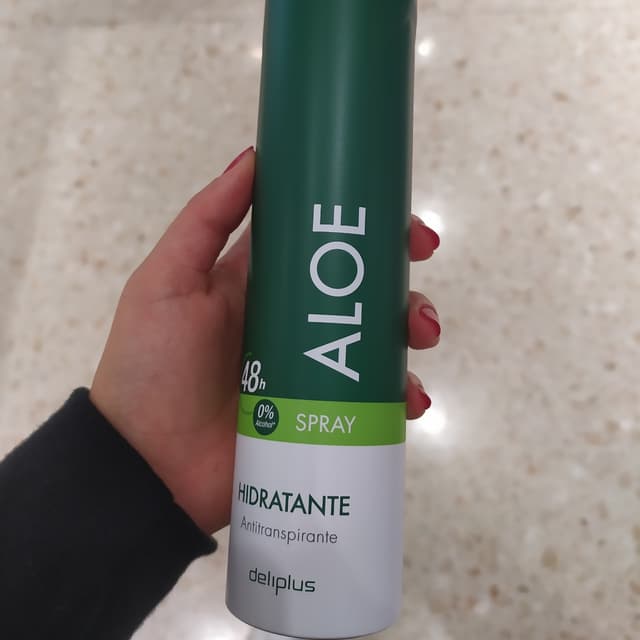 ALOE
48h
0%
Alcohol**
SPRAY
HIDRATANTE
Antitranspirante
deliplus